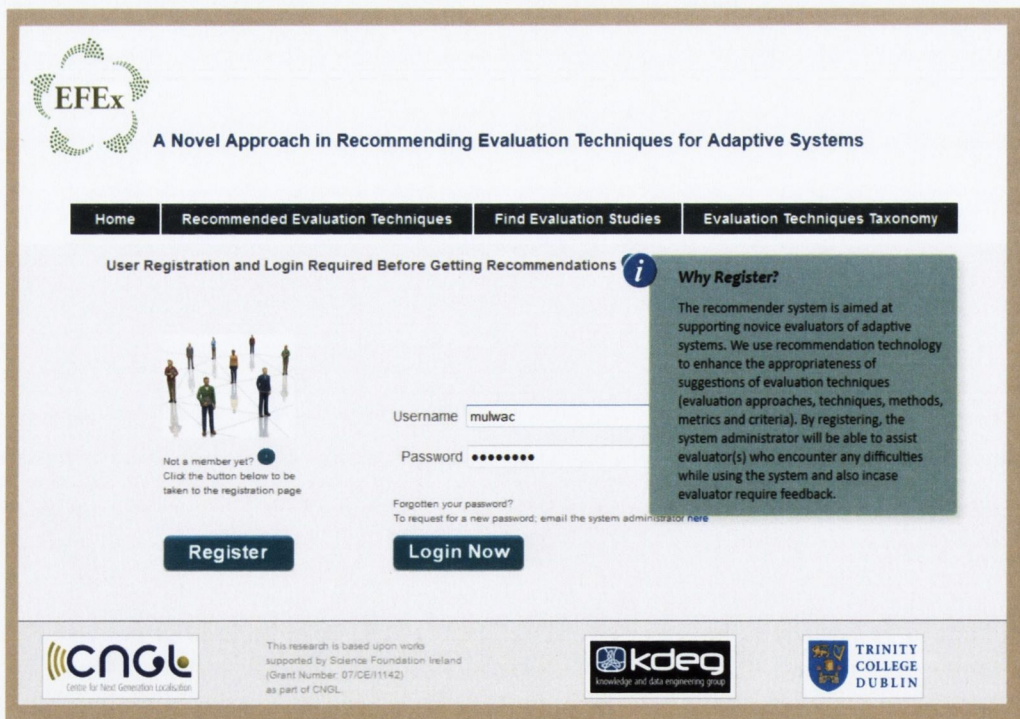 EFEx
A Novel Approach in Recommending Evaluation Techniques for Adaptive Systems
Home Recommended Evaluation Techniques Find Evaluation Studies Evaluation Techniques Taxonomy
User Registration and Login Required Before Getting Recommendations i
Why Register?
The recommender system is aimed at
supporting novice evaluators of adaptive
systems. We use recommendation technology
to enhance the appropriateness of
suggestions of evaluation techniques
(evaluation approaches, techniques, methods,
metrics and criteria). By registering, the
system administrator will be able to assist
evaluator(s) who encounter any difficulties
while using the system and also incase
evaluator require feedback.
Not a member yet?
Click the button below to be
taken to the registration page
Register
Username mulwac
Password ••••••••
Forgotten your password?
To request for a new password; email the system administrator here
Login Now
CNGL
Centre for Next Generation Localisation
This research is based upon works
supported by Science Foundation Ireland
(Grant Number: 07/CE/I1142)
as part of CNGL.
kdeg
knowledge and data engineering group
TRINITY
COLLEGE
DUBLIN